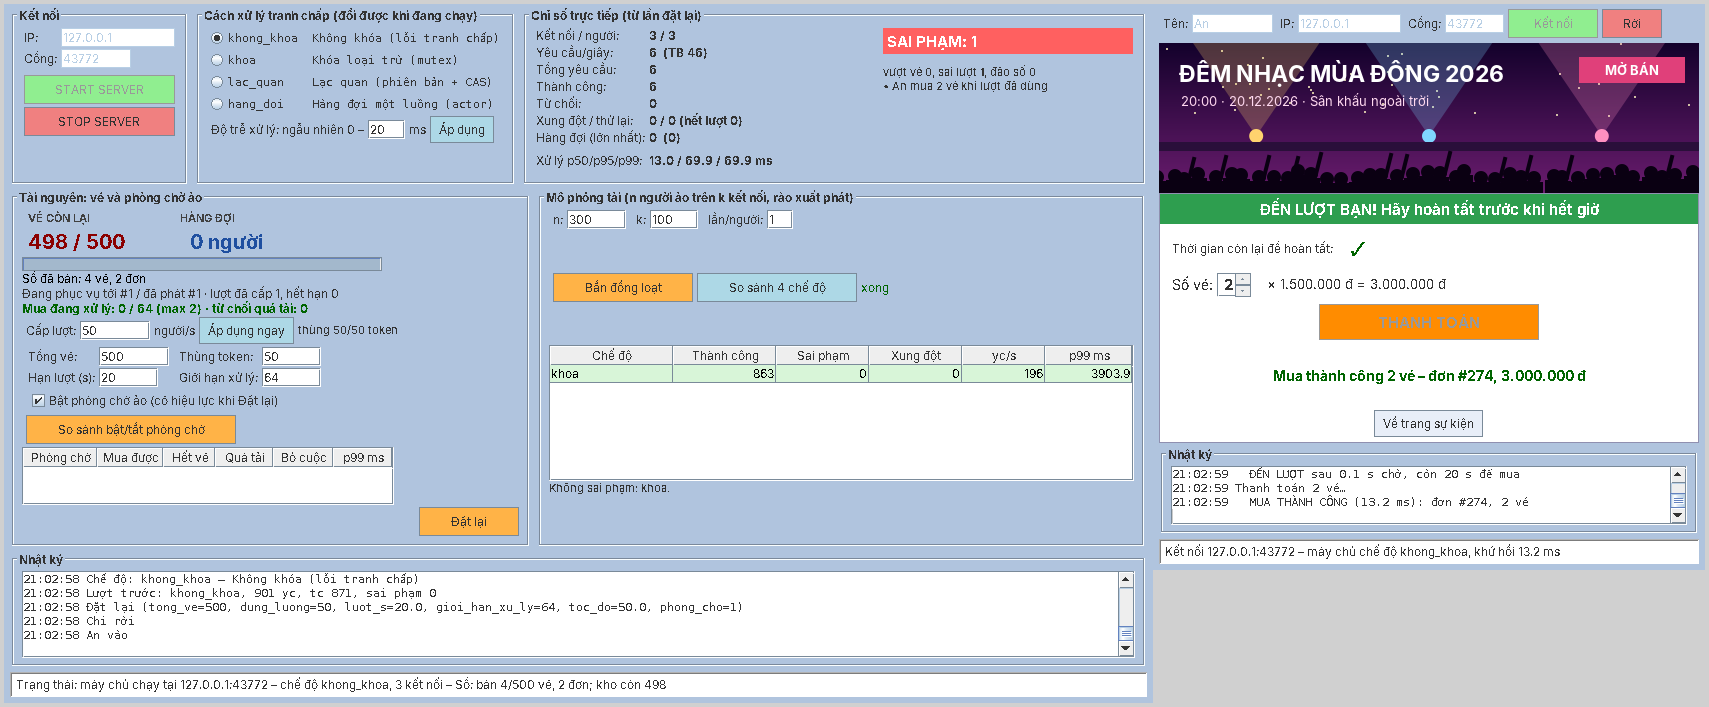 Kết nối
IP: 127.0.0.1
Cổng: 43772
START SERVER
STOP SERVER
Cách xử lý tranh chấp (đổi được khi đang chạy)
khong_khoa Không khóa (lỗi tranh chấp)
khoa Khóa loại trừ (mutex)
lac_quan Lạc quan (phiên bản + CAS)
hang_doi Hàng đợi một luồng (actor)
Độ trễ xử lý: ngẫu nhiên 0 – 20 ms Áp dụng
Chỉ số trực tiếp (từ lần đặt lại)
Kết nối / người: 3 / 3
Yêu cầu/giây: 6 (TB 46)
Tổng yêu cầu: 6
Thành công: 6
Từ chối: 0
Xung đột / thử lại: 0 / 0 (hết lượt 0)
Hàng đợi (lớn nhất): 0 (0)
Xử lý p50/p95/p99: 13.0 / 69.9 / 69.9 ms
SAI PHẠM: 1
vượt vé 0, sai lượt 1, đảo số 0
• An mua 2 vé khi lượt đã dùng
Tài nguyên: vé và phòng chờ ảo
VÉ CÒN LẠI HÀNG ĐỢI
498 / 500 0 người
Sổ đã bán: 4 vé, 2 đơn
Đang phục vụ tới #1 / đã phát #1 · lượt đã cấp 1, hết hạn 0
Mua đang xử lý: 0 / 64 (max 2) · từ chối quá tải: 0
Cấp lượt: 50 người/s Áp dụng ngay thùng 50/50 token
Tổng vé: 500 Thùng token: 50
Hạn lượt (s): 20 Giới hạn xử lý: 64
Bật phòng chờ ảo (có hiệu lực khi Đặt lại)
So sánh bật/tắt phòng chờ
Phòng chờ Mua được Hết vé Quá tải Bỏ cuộc p99 ms
Đặt lại
Mô phỏng tải (n người ảo trên k kết nối, rào xuất phát)
n: 300 k: 100 lần/người: 1
Bắn đồng loạt So sánh 4 chế độ xong
Chế độ Thành công Sai phạm Xung đột yc/s p99 ms
khoa 863 0 0 196 3903.9
Không sai phạm: khoa.
Nhật ký
21:02:58 Chế độ: khong_khoa – Không khóa (lỗi tranh chấp)
21:02:58 Lượt trước: khong_khoa, 901 yc, tc 871, sai phạm 0
21:02:58 Đặt lại (tong_ve=500, dung_luong=50, luot_s=20.0, gioi_han_xu_ly=64, toc_do=50.0, phong_cho=1)
21:02:58 Chi rời
21:02:58 An vào
Trạng thái: máy chủ chạy tại 127.0.0.1:43772 – chế độ khong_khoa, 3 kết nối – Sổ: bán 4/500 vé, 2 đơn; kho còn 498
Tên: An IP: 127.0.0.1 Cổng: 43772 Kết nối Rời
ĐÊM NHẠC MÙA ĐÔNG 2026
MỞ BÁN
20:00 · 20.12.2026 · Sân khấu ngoài trời
ĐẾN LƯỢT BẠN! Hãy hoàn tất trước khi hết giờ
Thời gian còn lại để hoàn tất: ✓
Số vé: 2 × 1.500.000 đ = 3.000.000 đ
THANH TOÁN
Mua thành công 2 vé – đơn #274, 3.000.000 đ
Về trang sự kiện
Nhật ký
21:02:59 ĐẾN LƯỢT sau 0.1 s chờ, còn 20 s để mua
21:02:59 Thanh toán 2 vé…
21:02:59 MUA THÀNH CÔNG (13.2 ms): đơn #274, 2 vé
Kết nối 127.0.0.1:43772 – máy chủ chế độ khong_khoa, khứ hồi 13.2 ms